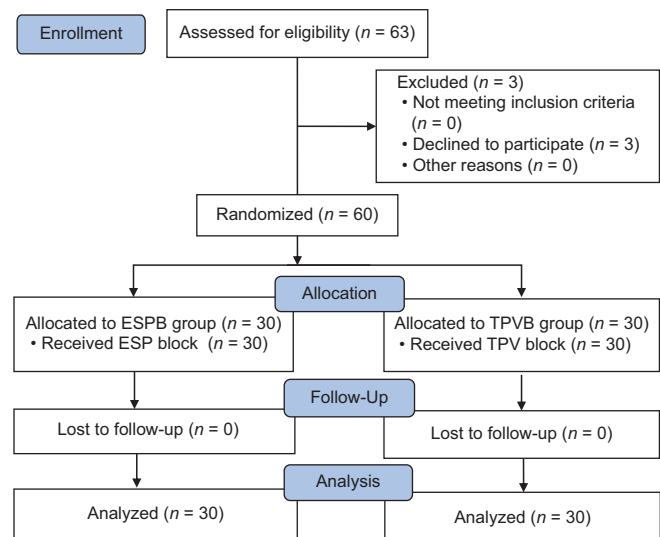 Enrollment
Assessed for eligibility (n = 63)
Excluded (n = 3)
• Not meeting inclusion criteria
(n = 0)
• Declined to participate (n = 3)
• Other reasons (n = 0)
Randomized (n = 60)
Allocation
Allocated to ESPB group (n = 30)
• Received ESP block (n = 30)
Allocated to TPVB group (n = 30)
• Received TPV block (n = 30)
Follow-Up
Lost to follow-up (n = 0)
Lost to follow-up (n = 0)
Analysis
Analyzed (n = 30)
Analyzed (n = 30)